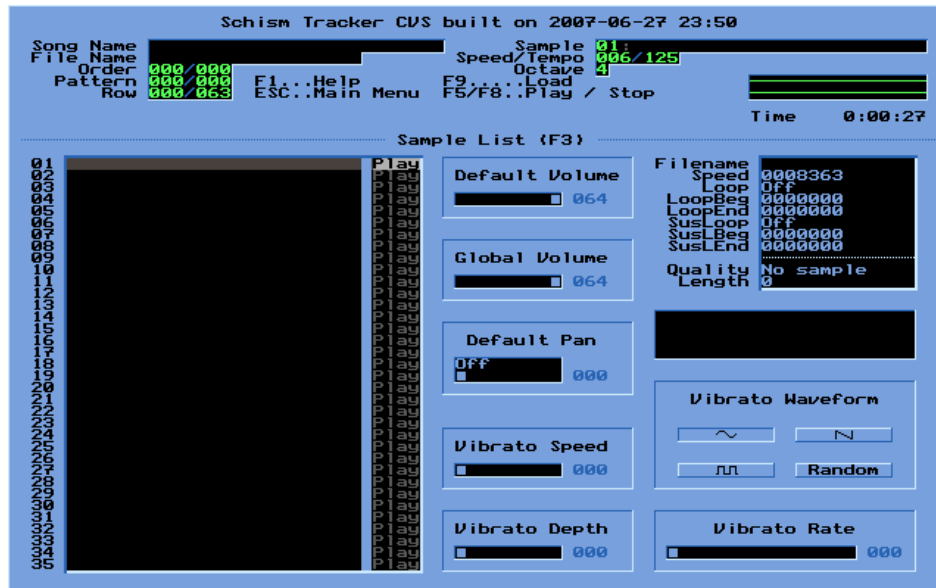 Schism Tracker CVS built on 2007-06-27 23:50
Song Name
Sample 01:
File Name
Speed/Tempo 006/125
Order 000/000
Octave 4
Pattern 000/000 F1...Help F9.....Load
Row 000/063 ESC..Main Menu F5/F8..Play / Stop
Time 0:00:27
Sample List (F3)
01 Play
02 Play
03 Play
04 Play
05 Play
06 Play
07 Play
08 Play
09 Play
10 Play
11 Play
12 Play
13 Play
14 Play
15 Play
16 Play
17 Play
18 Play
19 Play
20 Play
21 Play
22 Play
23 Play
24 Play
25 Play
26 Play
27 Play
28 Play
29 Play
30 Play
31 Play
32 Play
33 Play
34 Play
35 Play
Default Volume
064
Global Volume
064
Default Pan
Off
000
Vibrato Speed
000
Vibrato Depth
000
Filename
Speed 0008363
Loop Off
LoopBeg 0000000
LoopEnd 0000000
SusLoop Off
SusLBeg 0000000
SusLEnd 0000000
Quality No sample
Length 0
Vibrato Waveform
Random
Vibrato Rate
000